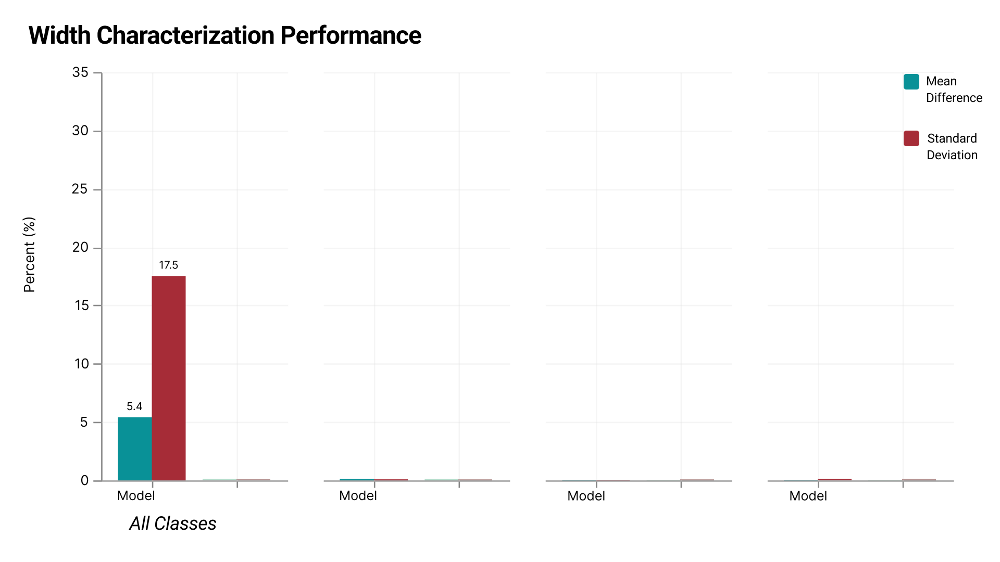 Width Characterization Performance
35
30
25
20
15
10
5
0
Percent (%)
17.5
5.4
Model
Model
Model
Model
All Classes
Mean
Difference
Standard
Deviation